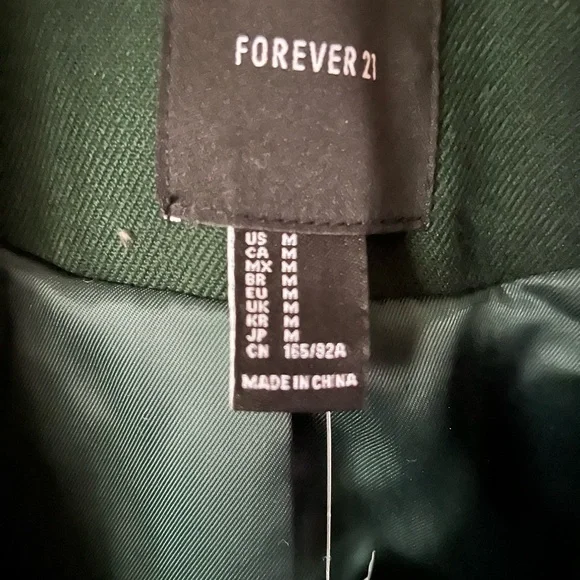 FOREVER 21
US M
CA M
MX M
BR M
EU M
UK M
KR M
JP M
CN 165/92A
MADE IN CHINA